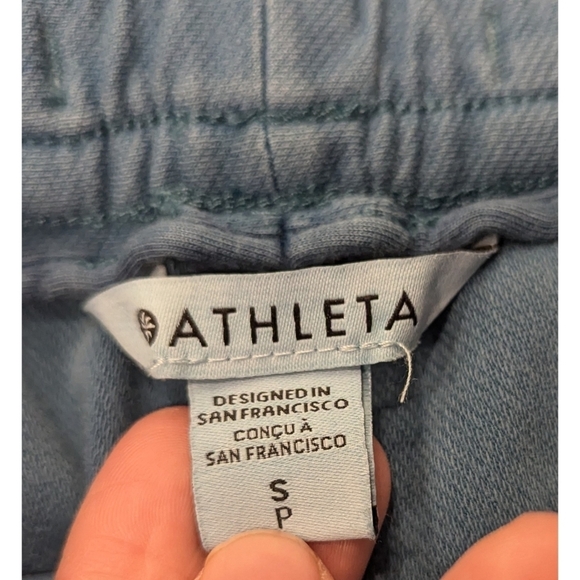 ATHLETA
DESIGNED IN
SAN FRANCISCO
CONÇU À
SAN FRANCISCO
S
P